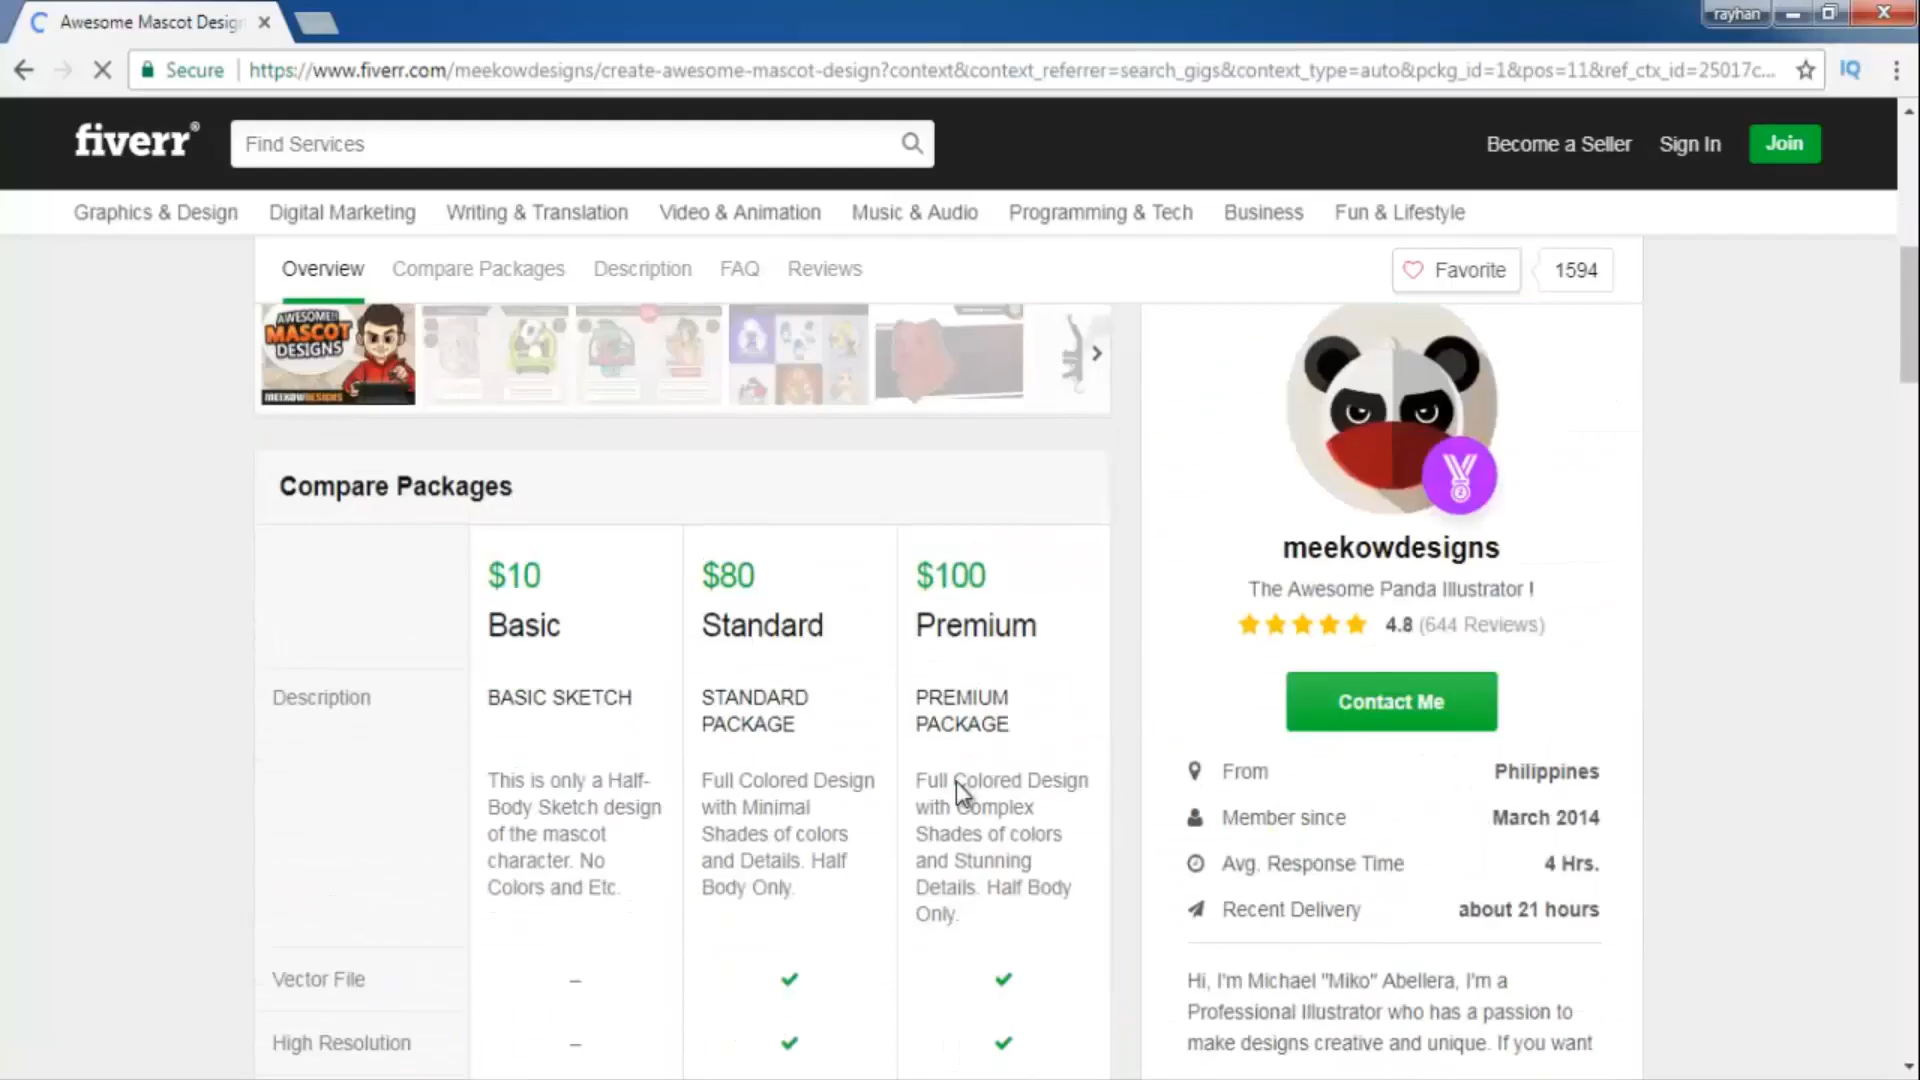 Awesome Mascot Desig
rayhan
Secure
https://www.fiverr.com/meekowdesigns/create-awesome-mascot-design?context&context_referrer=search_gigs&context_type=auto&pckg_id=1&pos=11&ref_ctx_id=25017c...
IQ
fiverr®
Find Services
Become a Seller
Sign In
Join
Graphics & Design
Digital Marketing
Writing & Translation
Video & Animation
Music & Audio
Programming & Tech
Business
Fun & Lifestyle
Overview
Compare Packages
Description
FAQ
Reviews
Favorite
1594
AWESOME!!
MASCOT
DESIGNS
MEEKOWDESIGNS
Compare Packages
$10
Basic
$80
Standard
$100
Premium
Description
BASIC SKETCH
This is only a Half-
Body Sketch design
of the mascot
character. No
Colors and Etc.
STANDARD
PACKAGE
Full Colored Design
with Minimal
Shades of colors
and Details. Half
Body Only.
PREMIUM
PACKAGE
Full Colored Design
with Complex
Shades of colors
and Stunning
Details. Half Body
Only.
Vector File
–
High Resolution
–
meekowdesigns
The Awesome Panda Illustrator !
4.8 (644 Reviews)
Contact Me
From
Philippines
Member since
March 2014
Avg. Response Time
4 Hrs.
Recent Delivery
about 21 hours
Hi, I'm Michael "Miko" Abellera, I'm a
Professional Illustrator who has a passion to
make designs creative and unique. If you want